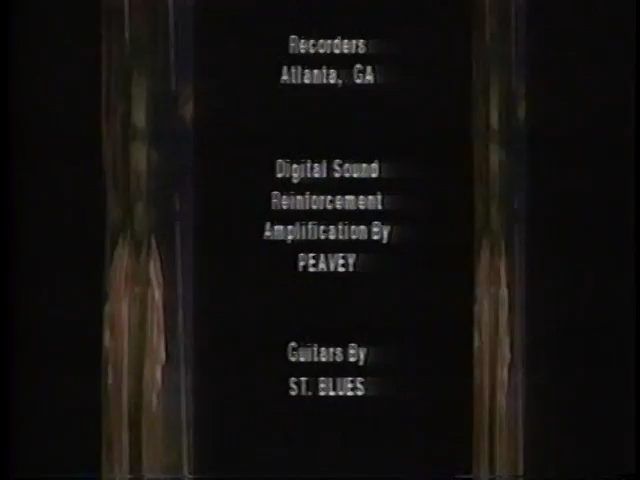 Recorders
Atlanta, GA
Digital Sound
Reinforcement
Amplification By
PEAVEY
Guitars By
ST. BLUES